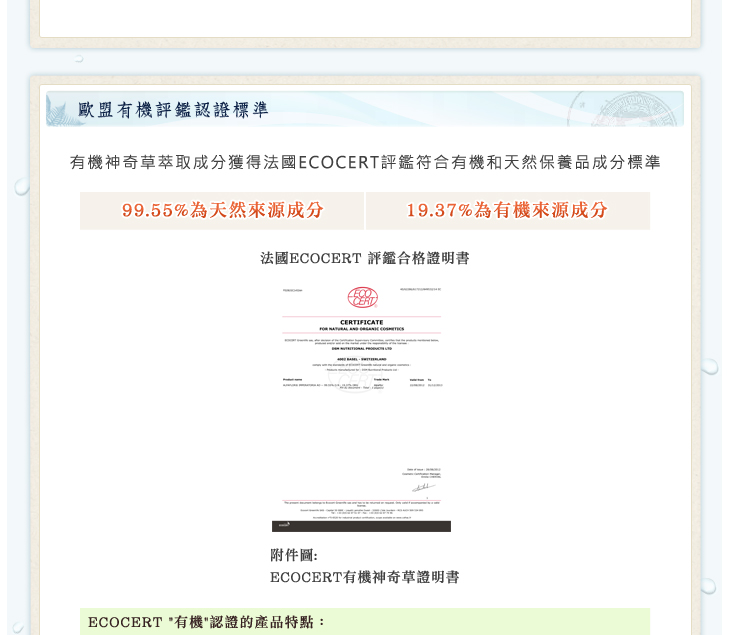 歐盟有機評鑑認證標準
有機神奇草萃取成分獲得法國ECOCERT評鑑符合有機和天然保養品成分標準
99.55%為天然來源成分
19.37%為有機來源成分
法國ECOCERT 評鑑合格證明書
ECO
CERT
CERTIFICATE
FOR NATURAL AND ORGANIC COSMETICS
DSM NUTRITIONAL PRODUCTS LTD
4002 BASEL - SWITZERLAND
Product name
Trade Mark
附件圖:
ECOCERT有機神奇草證明書
ECOCERT "有機"認證的產品特點：